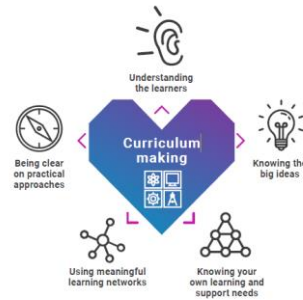 Understanding
the learners
Curriculum
making
Being clear
on practical
approaches
Knowing the
big ideas
Using meaningful
learning networks
Knowing your
own learning and
support needs